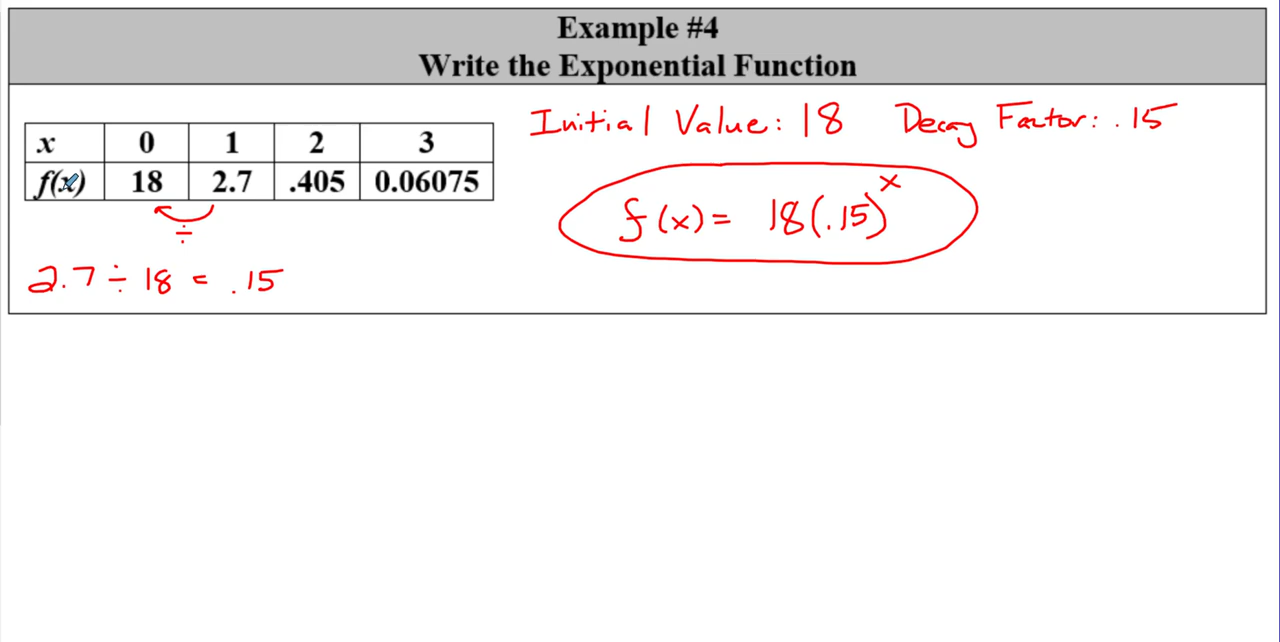 Example #4
Write the Exponential Function
Initial Value: 18 Decay Factor: .15
x 0 1 2 3
f(x) 18 2.7 .405 0.06075
÷
f(x) = 18(.15)^x
2.7 ÷ 18 = .15